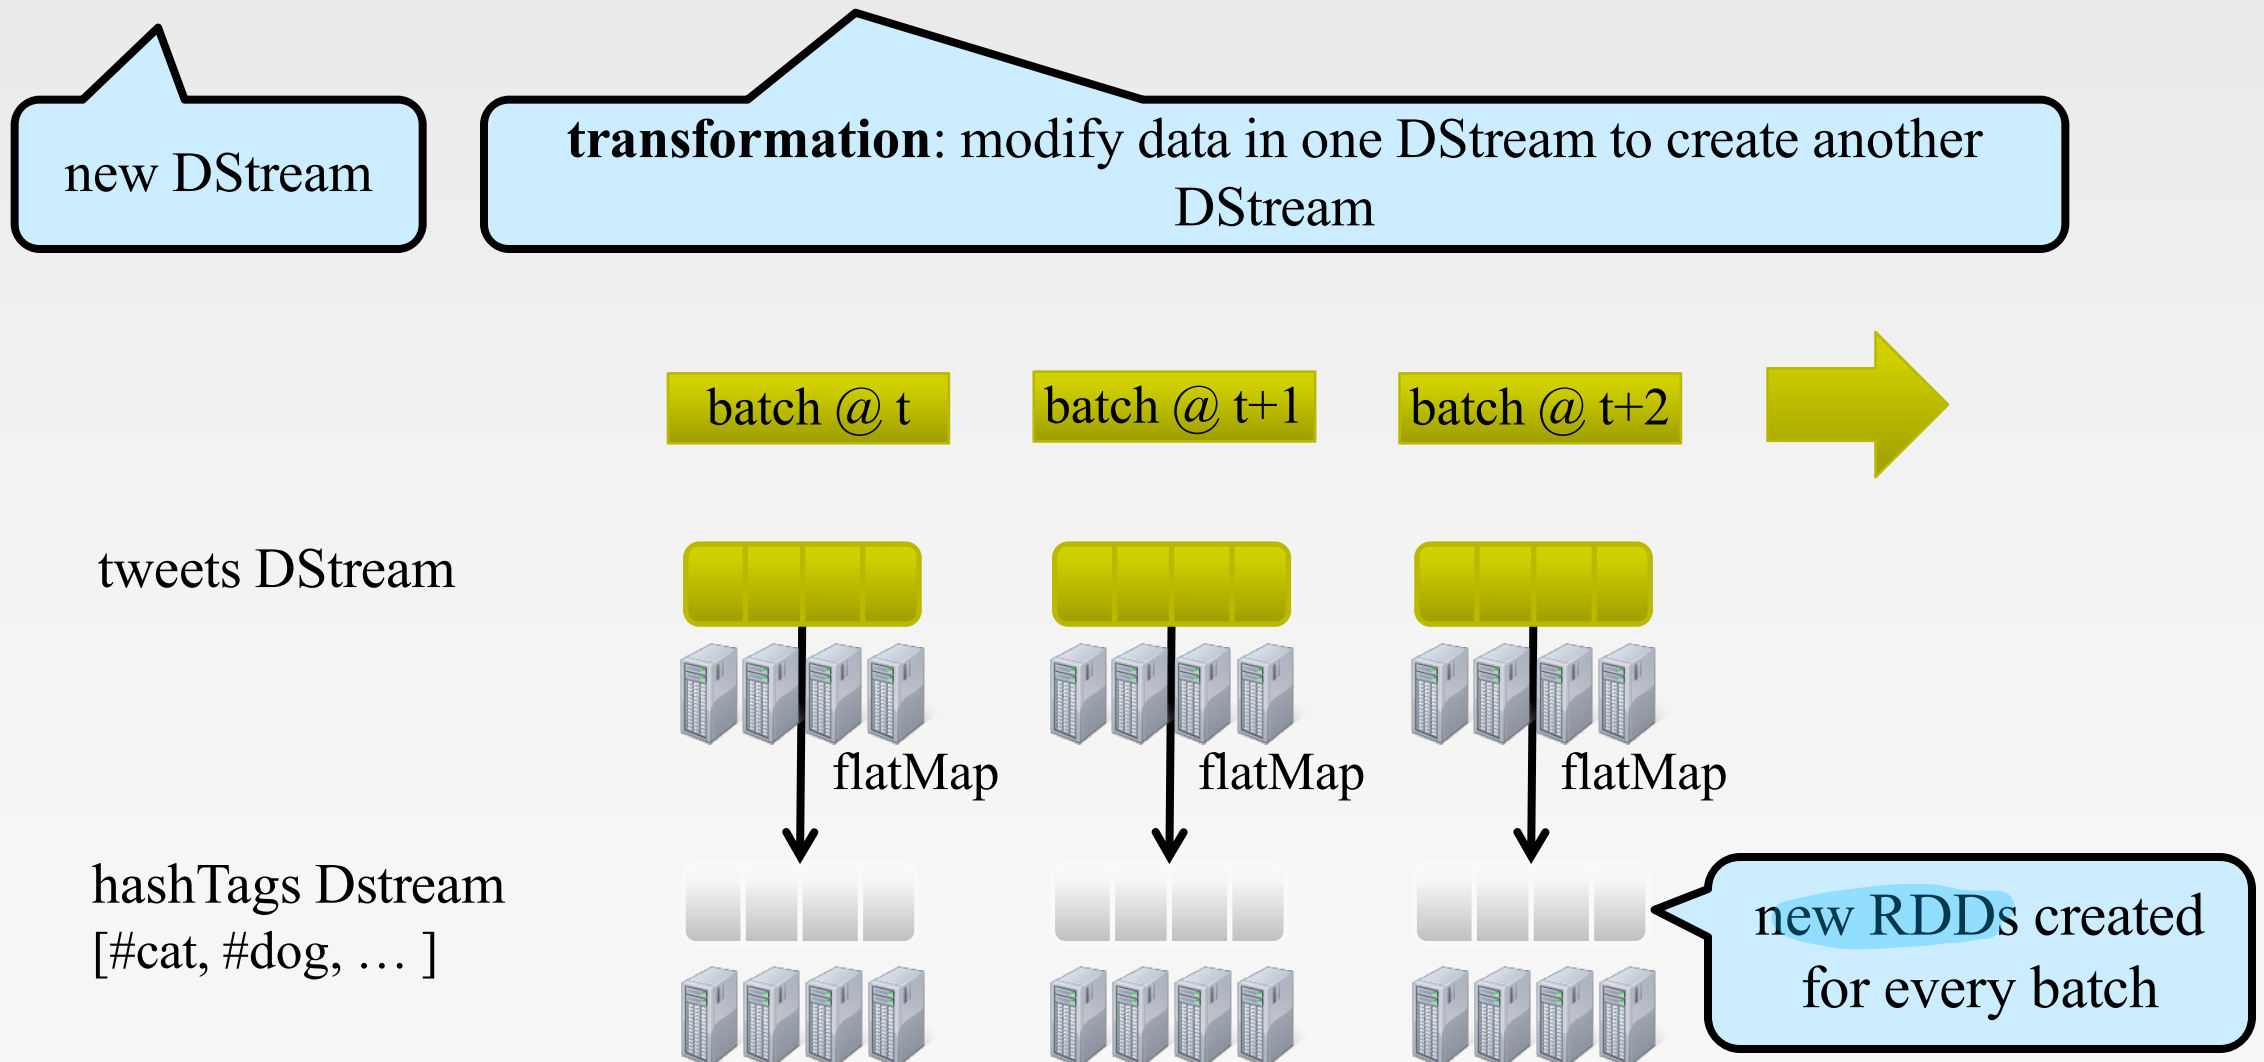 new DStream
transformation: modify data in one DStream to create another
DStream
batch @ t
batch @ t+1
batch @ t+2
tweets DStream
flatMap
flatMap
flatMap
hashTags Dstream
[#cat, #dog, … ]
new RDDs created
for every batch